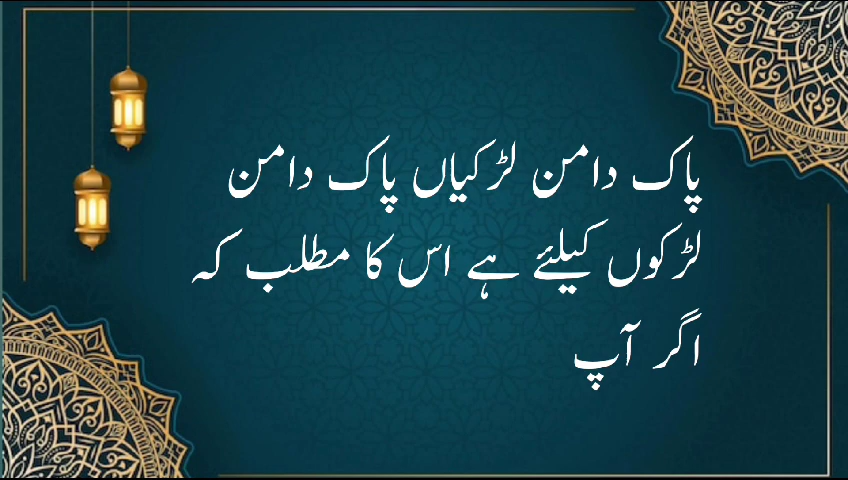 پاک دامن لڑکیاں پاک دامن
لڑکوں کیلئے ہے اس کا مطلب کہ
اگر آپ